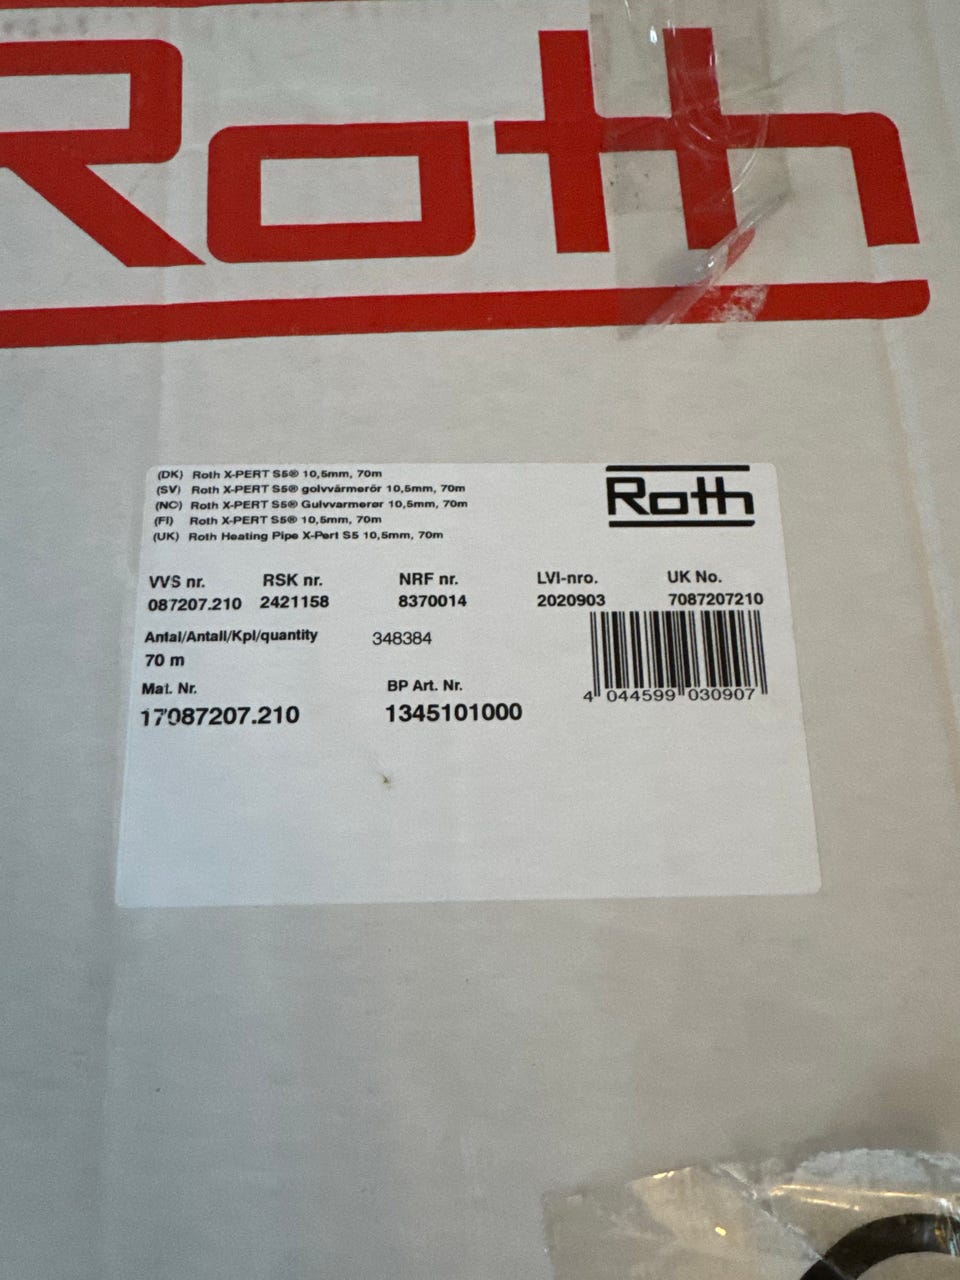 Roth
(DK) Roth X-PERT S5® 10,5mm, 70m
(SV) Roth X-PERT S5® golvvärmerör 10,5mm, 70m
(NO) Roth X-PERT S5® Gulvvarmerør 10,5mm, 70m
(FI) Roth X-PERT S5® 10,5mm, 70m
(UK) Roth Heating Pipe X-Pert S5 10,5mm, 70m
Roth
VVS nr. RSK nr. NRF nr. LVI-nro. UK No.
087207.210 2421158 8370014 2020903 7087207210
Antal/Antall/Kpl/quantity 348384
70 m
4 044599 030907
Mat. Nr. BP Art. Nr.
17087207.210 1345101000